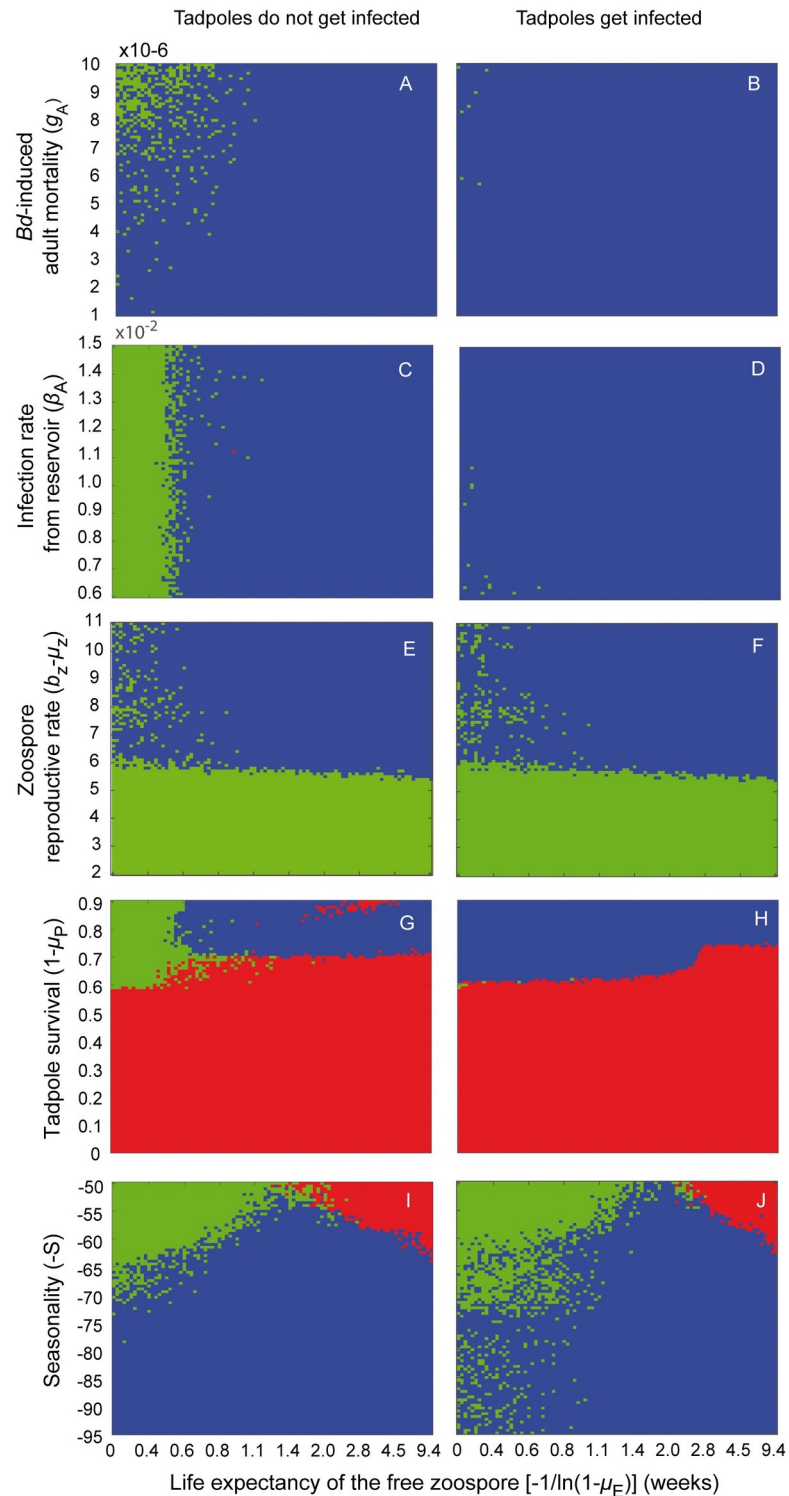 Tadpoles do not get infected
Tadpoles get infected
x10-6
Bd-induced
adult mortality (gA)
10
9
8
7
6
5
4
3
2
1
A
B
x10-2
Infection rate
from reservoir (βA)
1.5
1.4
1.3
1.2
1.1
1.0
0.9
0.8
0.7
0.6
C
D
Zoospore
reproductive rate (bz-μz)
11
10
9
8
7
6
5
4
3
2
E
F
Tadpole survival (1-μP)
0.9
0.8
0.7
0.6
0.5
0.4
0.3
0.2
0.1
0
G
H
Seasonality (-S)
-50
-55
-60
-65
-70
-75
-80
-85
-90
-95
I
J
0 0.4 0.6 0.8 1.1 1.4 2.0 2.8 4.5 9.4
0 0.4 0.6 0.8 1.1 1.4 2.0 2.8 4.5 9.4
Life expectancy of the free zoospore [-1/ln(1-μE)] (weeks)